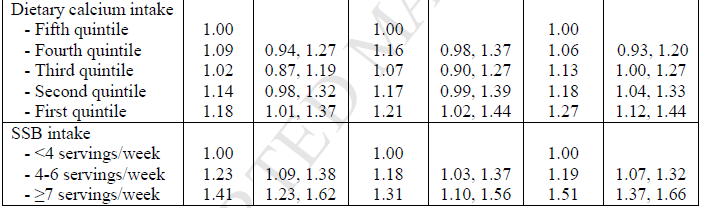 Dietary calcium intake
- Fifth quintile 1.00 1.00 1.00
- Fourth quintile 1.09 0.94, 1.27 1.16 0.98, 1.37 1.06 0.93, 1.20
- Third quintile 1.02 0.87, 1.19 1.07 0.90, 1.27 1.13 1.00, 1.27
- Second quintile 1.14 0.98, 1.32 1.17 0.99, 1.39 1.18 1.04, 1.33
- First quintile 1.18 1.01, 1.37 1.21 1.02, 1.44 1.27 1.12, 1.44
SSB intake
- <4 servings/week 1.00 1.00 1.00
- 4-6 servings/week 1.23 1.09, 1.38 1.18 1.03, 1.37 1.19 1.07, 1.32
- ≥7 servings/week 1.41 1.23, 1.62 1.31 1.10, 1.56 1.51 1.37, 1.66